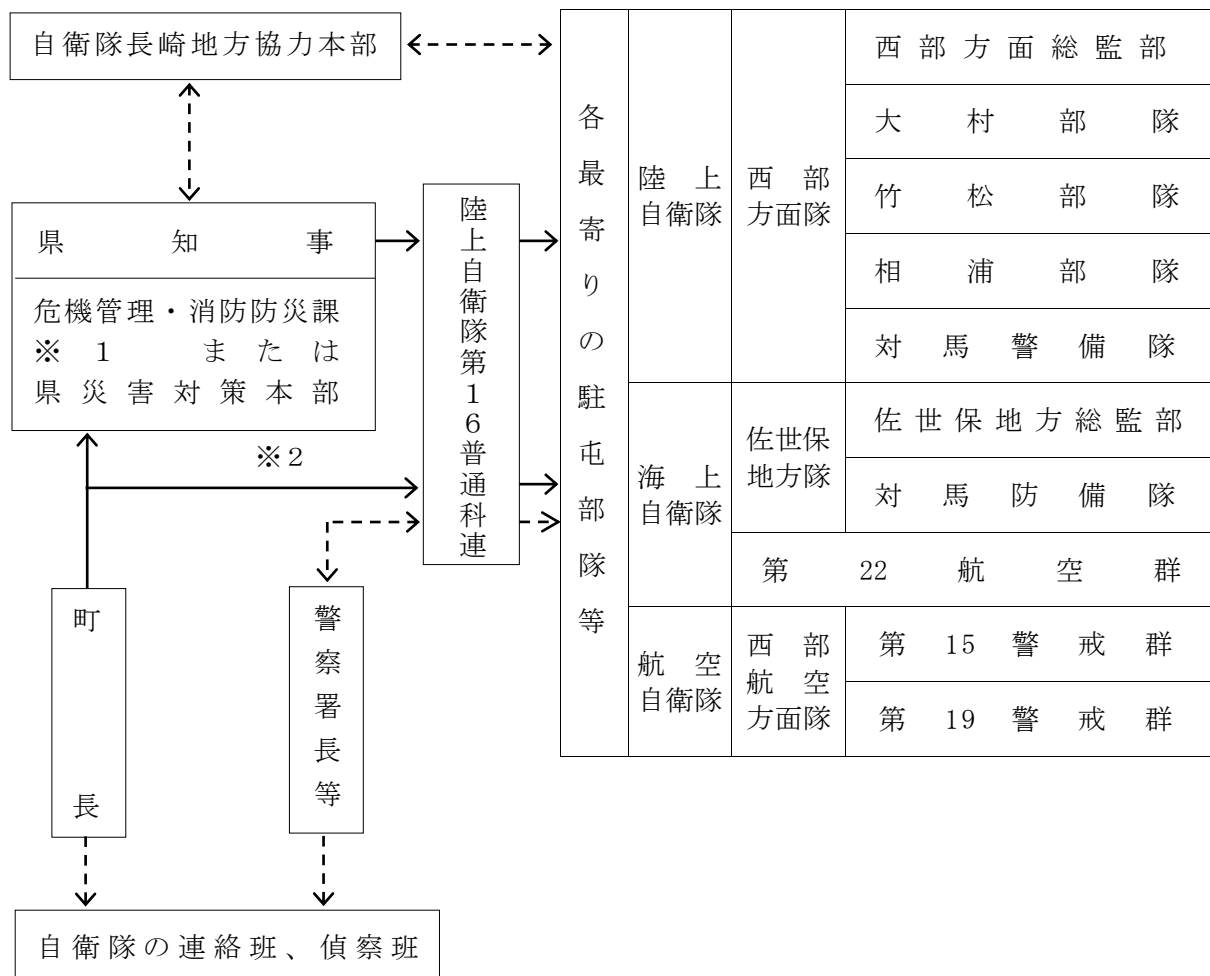 自衛隊長崎地方協力本部
県知事
危機管理・消防防災課
※1または
県災害対策本部
※2
町長
警察署長等
自衛隊の連絡班、偵察班
陸上自衛隊第16普通科連
各最寄りの駐屯部隊等
陸上
自衛隊
西部
方面隊
西部方面総監部
大村部隊
竹松部隊
相浦部隊
対馬警備隊
海上
自衛隊
佐世保
地方隊
佐世保地方総監部
対馬防備隊
第22航空群
航空
自衛隊
西部
航空
方面隊
第15警戒群
第19警戒群